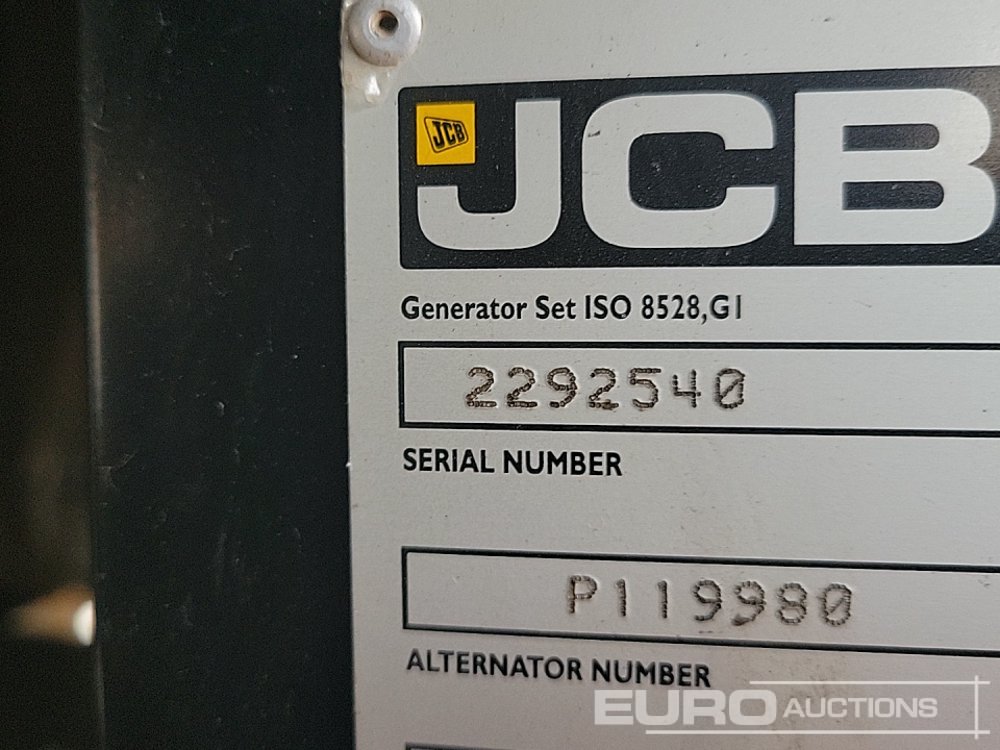 JCB
JCB
Generator Set ISO 8528,G1
2292540
SERIAL NUMBER
P119980
ALTERNATOR NUMBER
EURO AUCTIONS